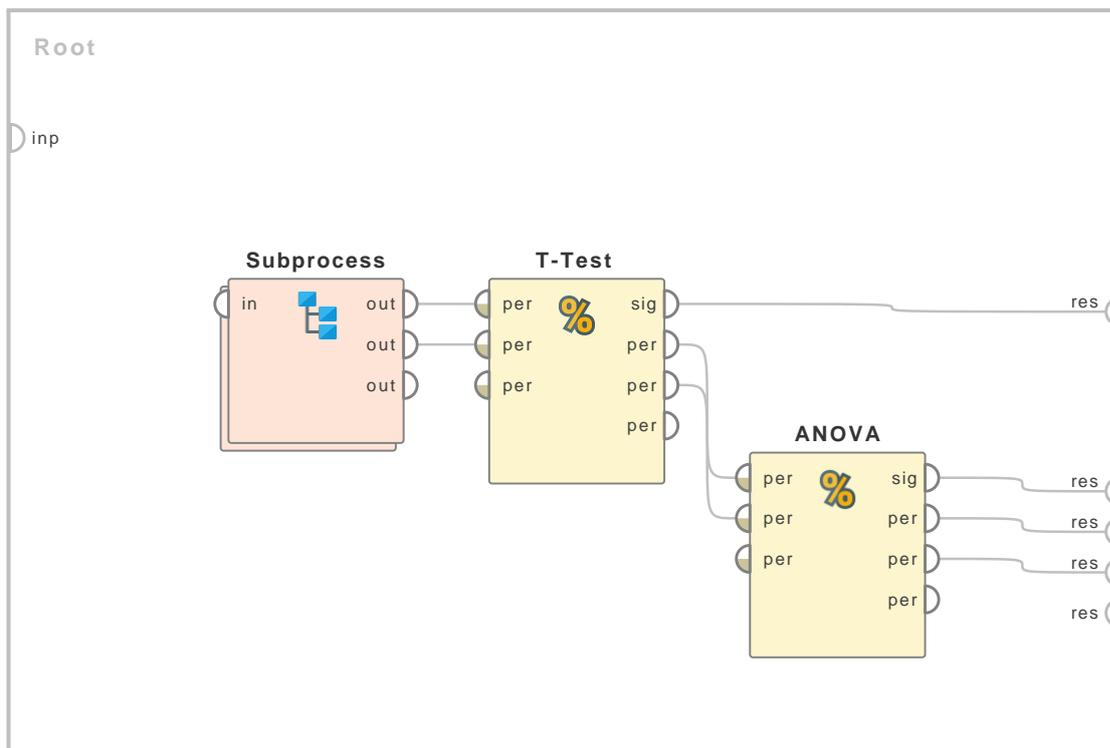 Root
inp
Subprocess
in
out
out
out
T-Test
per
sig
per
per
per
per
per
res
ANOVA
per
sig
per
per
per
per
per
res
res
res
res